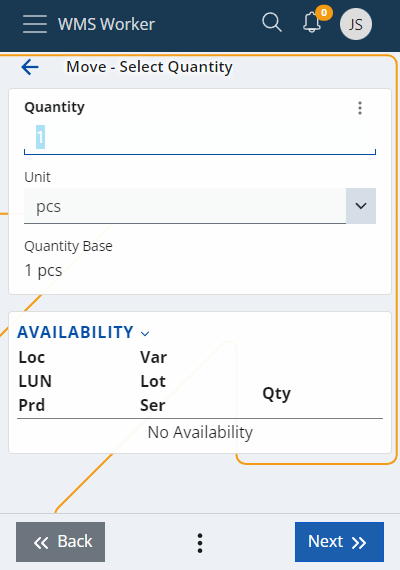 WMS Worker
0
JS
Move - Select Quantity
Quantity
1
Unit
pcs
Quantity Base
1 pcs
AVAILABILITY
Loc Var
LUN Lot
Qty
Prd Ser
No Availability
Back
Next